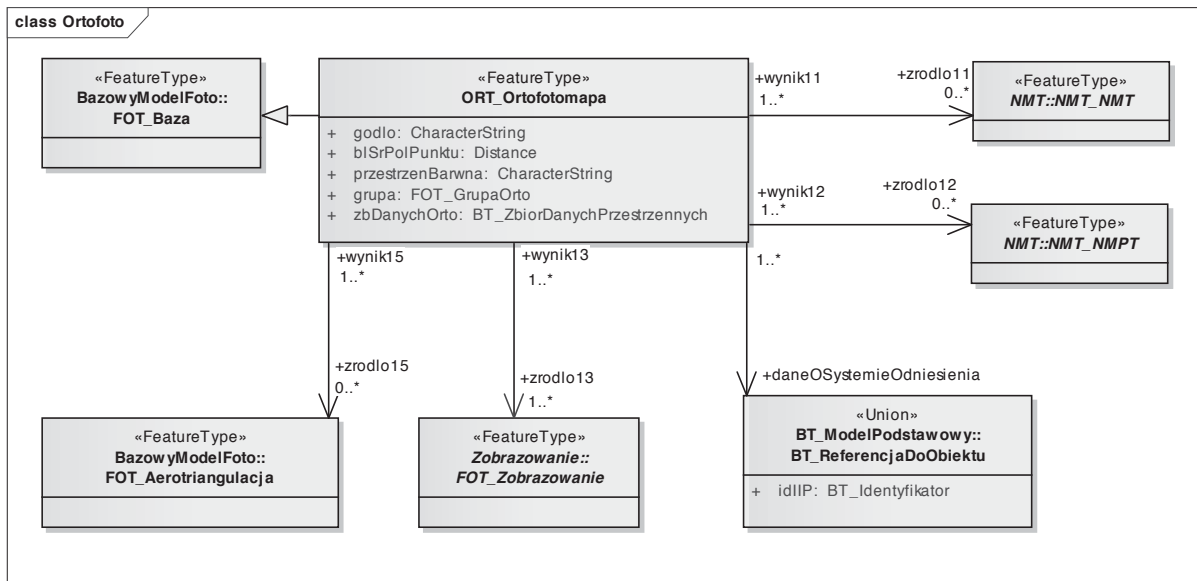 class Ortofoto
«FeatureType»
BazowyModelFoto::
FOT_Baza
«FeatureType»
ORT_Ortofotomapa
+ godlo: CharacterString
+ blSrPolPunktu: Distance
+ przestrzenBarwna: CharacterString
+ grupa: FOT_GrupaOrto
+ zbDanychOrto: BT_ZbiorDanychPrzestrzennych
+wynik11
1..*
+zrodlo11
0..*
«FeatureType»
NMT::NMT_NMT
+wynik12
1..*
+zrodlo12
0..*
«FeatureType»
NMT::NMT_NMPT
+wynik15
1..*
+wynik13
1..*
1..*
+zrodlo15
0..*
+zrodlo13
1..*
+daneOSystemieOdniesienia
«FeatureType»
BazowyModelFoto::
FOT_Aerotriangulacja
«FeatureType»
Zobrazowanie::
FOT_Zobrazowanie
«Union»
BT_ModelPodstawowy::
BT_ReferencjaDoObiektu
+ idIIP: BT_Identyfikator